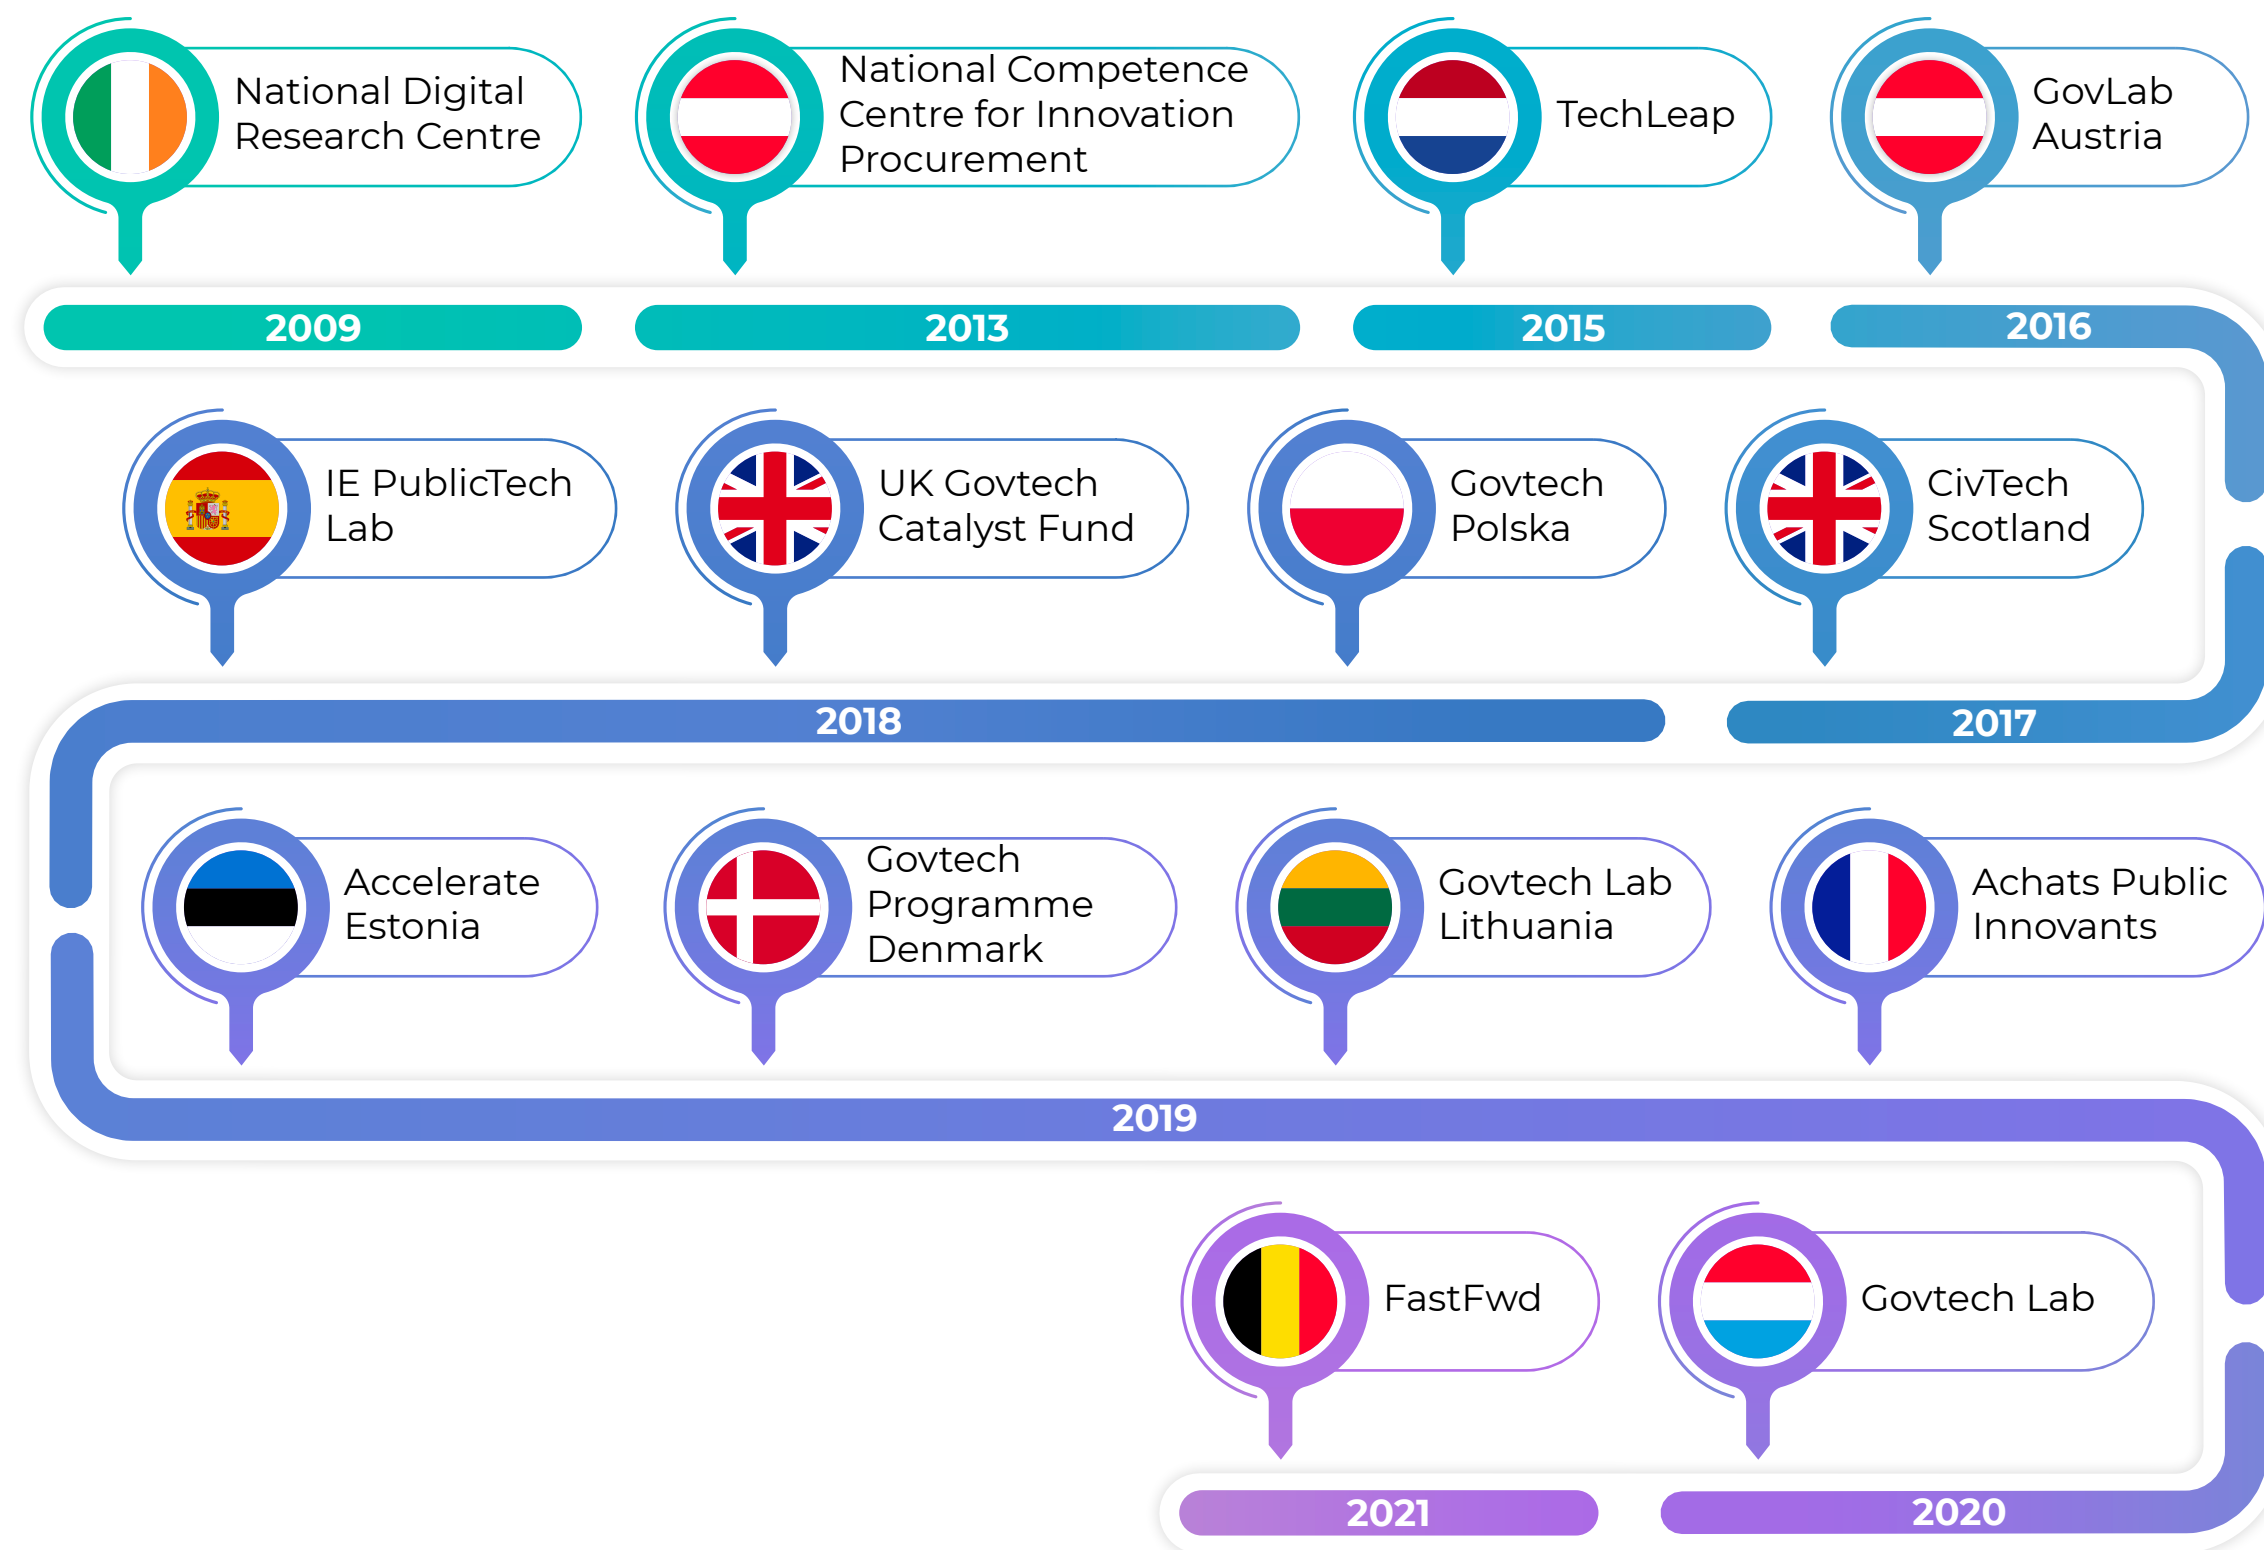 National Digital
Research Centre
National Competence
Centre for Innovation
Procurement
TechLeap
GovLab
Austria
2009
2013
2015
2016
IE PublicTech
Lab
UK Govtech
Catalyst Fund
Govtech
Polska
CivTech
Scotland
2018
2017
Accelerate
Estonia
Govtech
Programme
Denmark
Govtech Lab
Lithuania
Achats Public
Innovants
2019
FastFwd
Govtech Lab
2021
2020